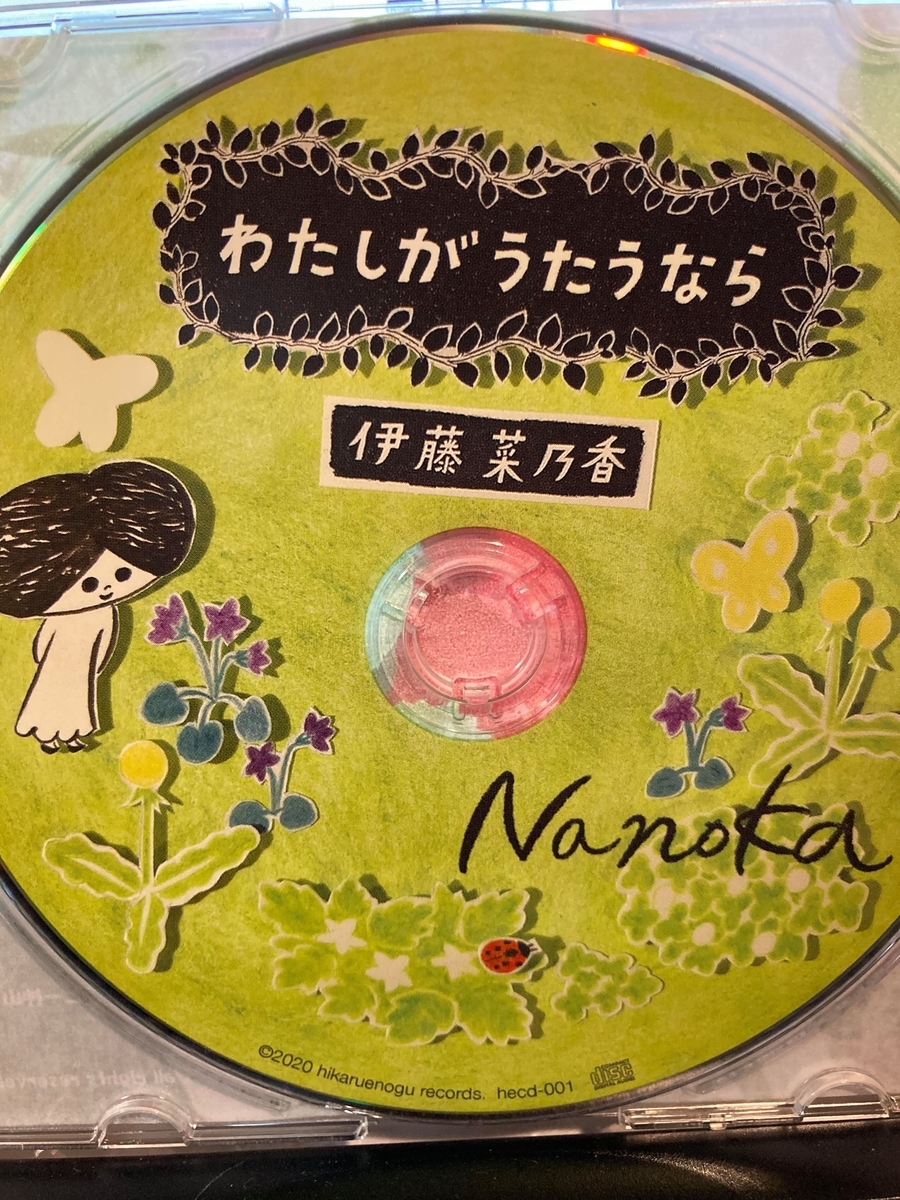 わたしがうたうなら
伊藤 菜乃香
Nanoka
©2020 hikaruenogu records. hecd-001 disc